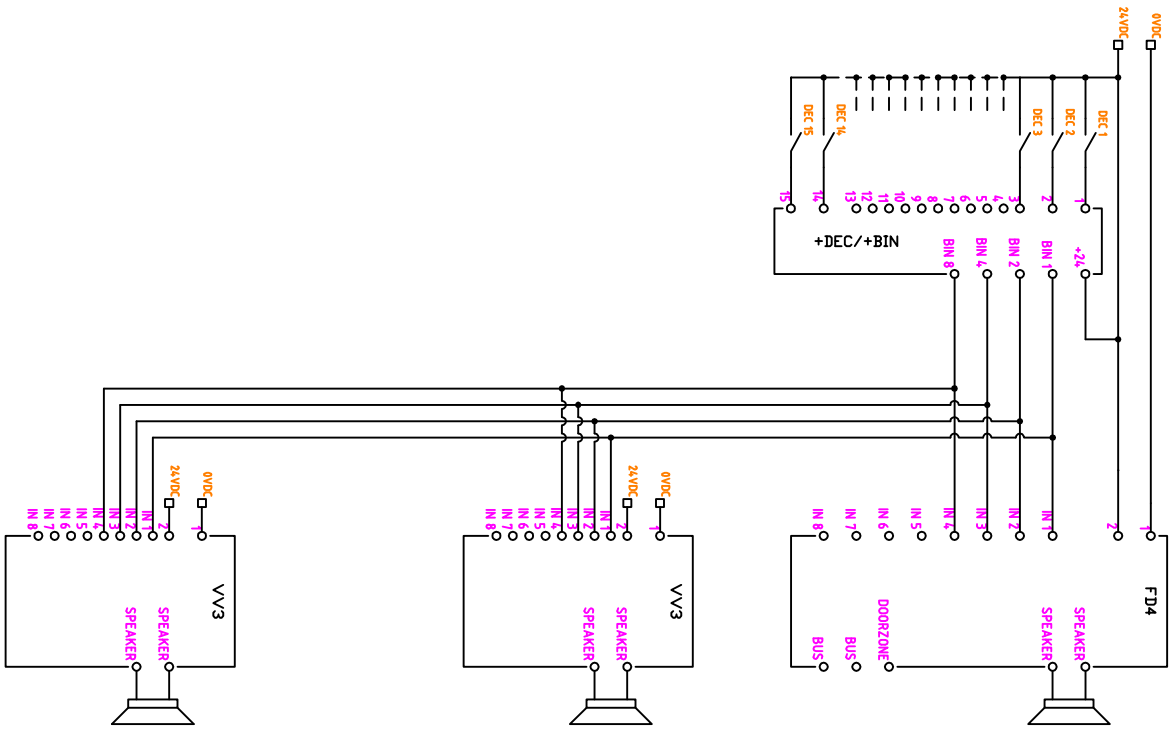 24VDC
0VDC
DEC 15
DEC 14
DEC 3
DEC 2
DEC 1
15
14
13
12
11
10
9
8
7
6
5
4
3
2
1
+DEC/+BIN
BIN 8
BIN 4
BIN 2
BIN 1
+24
24VDC
0VDC
IN 8
IN 7
IN 6
IN 5
IN 4
IN 3
IN 2
IN 1
2
1
VV3
SPEAKER
SPEAKER
24VDC
0VDC
IN 8
IN 7
IN 6
IN 5
IN 4
IN 3
IN 2
IN 1
2
1
VV3
SPEAKER
SPEAKER
IN 8
IN 7
IN 6
IN 5
IN 4
IN 3
IN 2
IN 1
2
1
FD4
BUS
BUS
DOORZONE
SPEAKER
SPEAKER